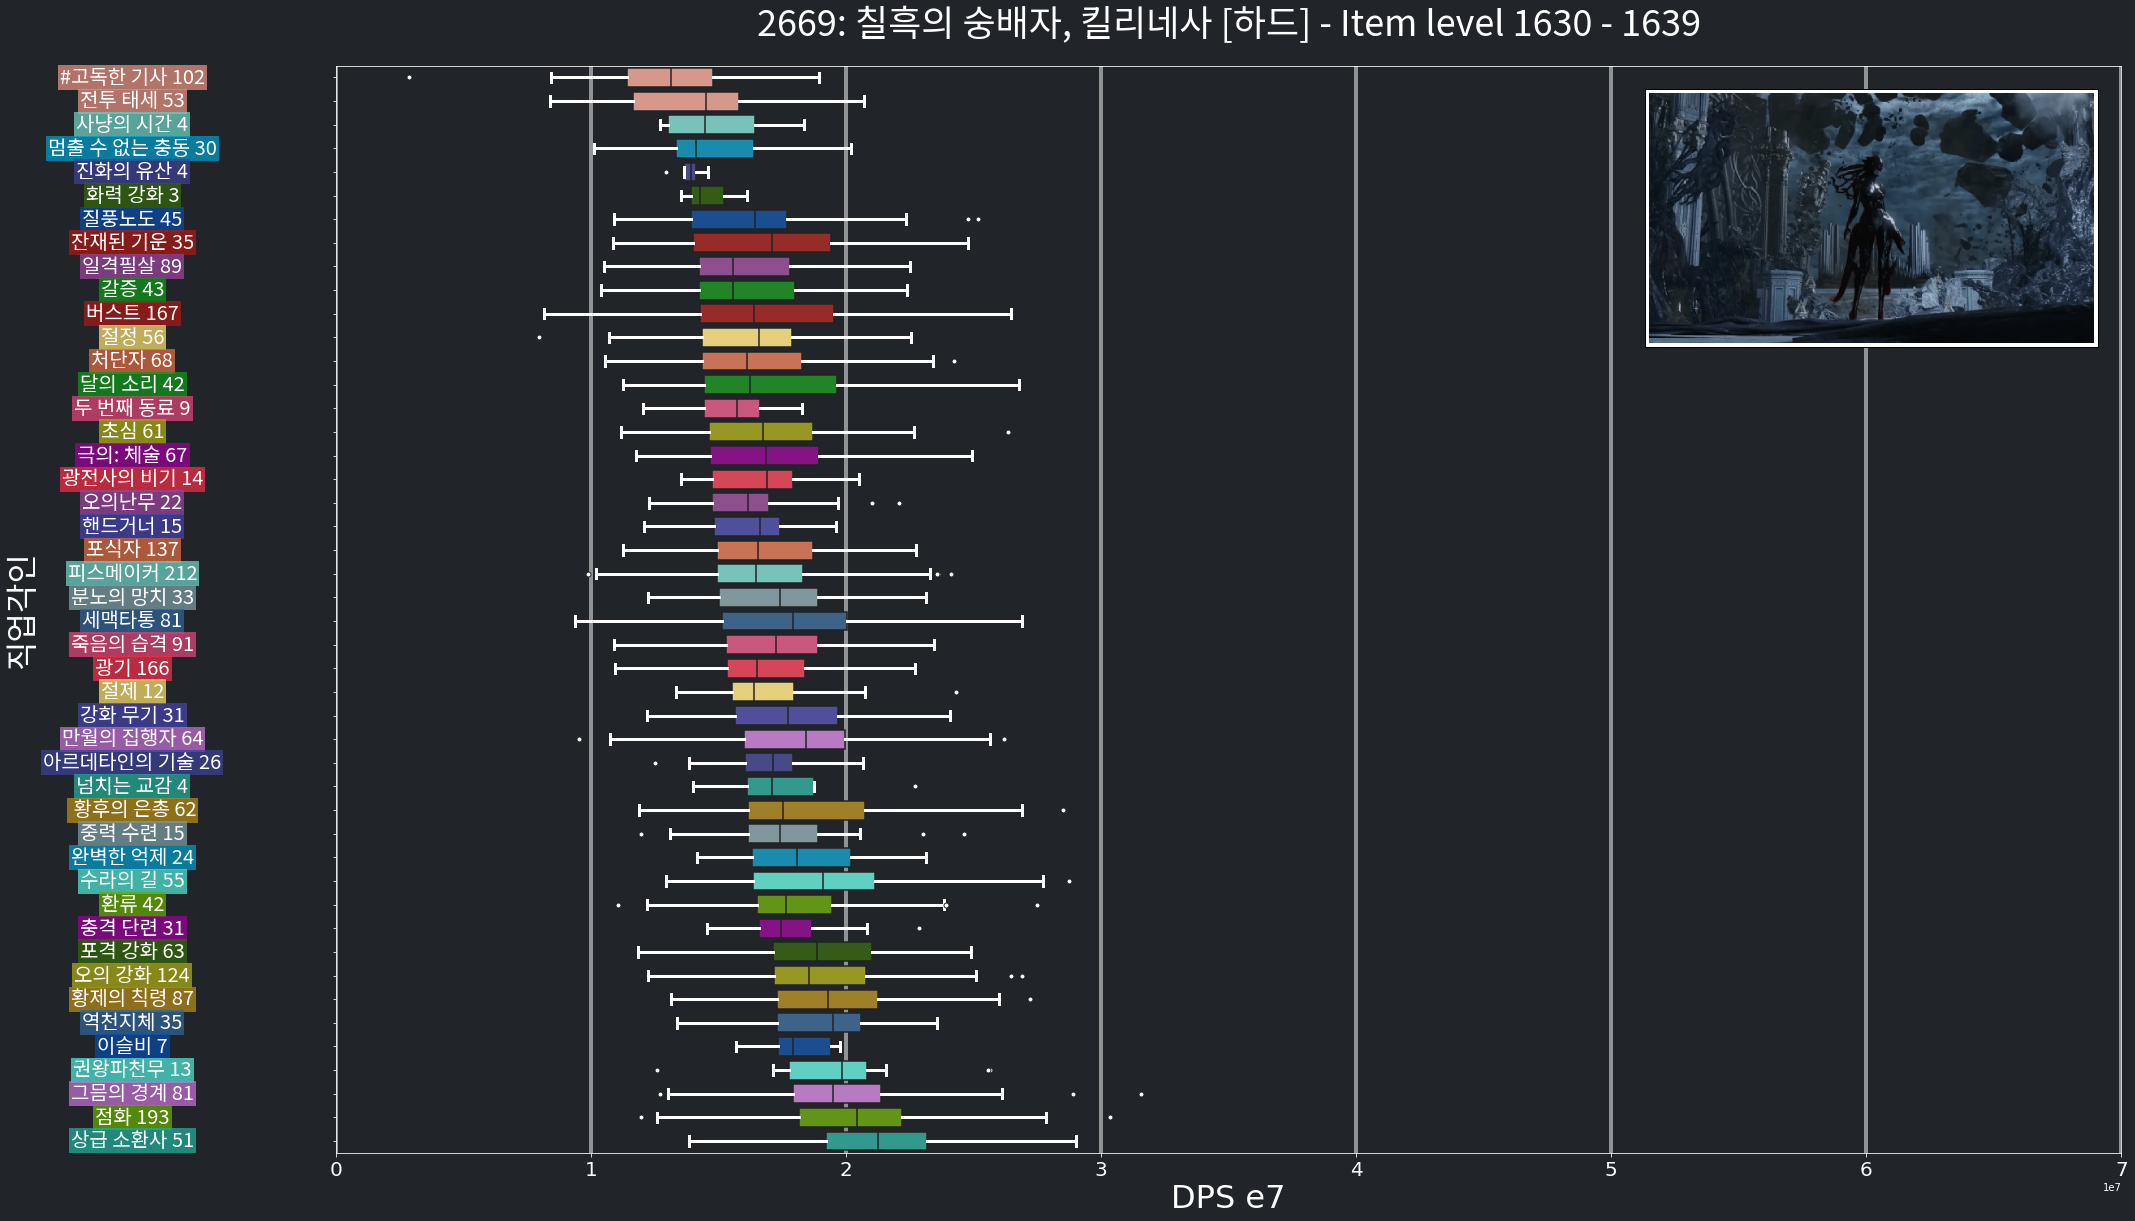 2669: 칠흑의 숭배자, 킬리네사 [하드] - Item level 1630 - 1639
#고독한 기사 102
전투 태세 53
사냥의 시간 4
멈출 수 없는 충동 30
진화의 유산 4
화력 강화 3
질풍노도 45
잔재된 기운 35
일격필살 89
갈증 43
버스트 167
절정 56
처단자 68
달의 소리 42
두 번째 동료 9
초심 61
극의: 체술 67
광전사의 비기 14
오의난무 22
핸드거너 15
포식자 137
피스메이커 212
분노의 망치 33
세맥타통 81
죽음의 습격 91
광기 166
절제 12
강화 무기 31
만월의 집행자 64
아르데타인의 기술 26
넘치는 교감 4
황후의 은총 62
중력 수련 15
완벽한 억제 24
수라의 길 55
환류 42
충격 단련 31
포격 강화 63
오의 강화 124
황제의 칙령 87
역천지체 35
이슬비 7
권왕파천무 13
그믐의 경계 81
점화 193
상급 소환사 51
직업각인
0 1 2 3 4 5 6 7
1e7
DPS e7